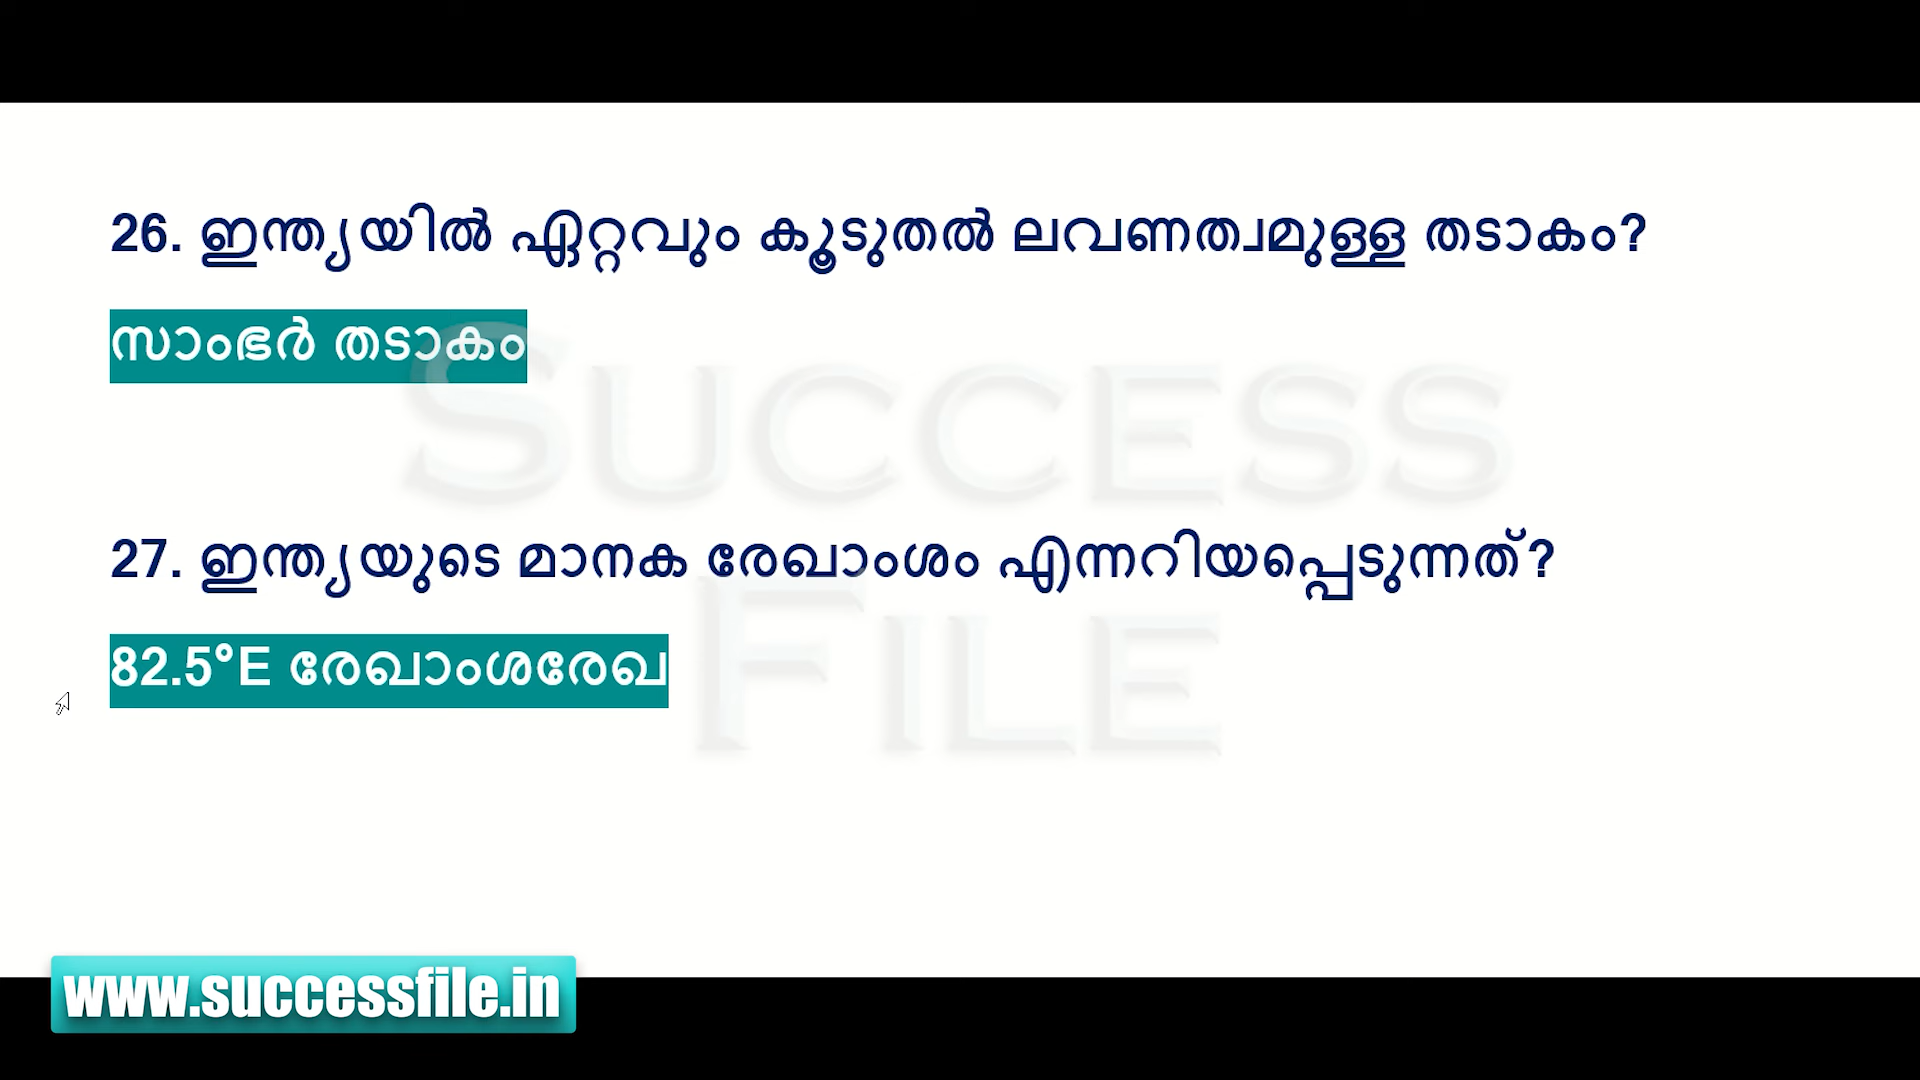 26. ഇന്ത്യയിൽ ഏറ്റവും കൂടുതൽ ലവണത്വമുള്ള തടാകം?
സാംഭർ തടാകം
SUCCESS
27. ഇന്ത്യയുടെ മാനക രേഖാംശം എന്നറിയപ്പെടുന്നത്?
FILE
82.5°E രേഖാംശരേഖ
www.successfile.in